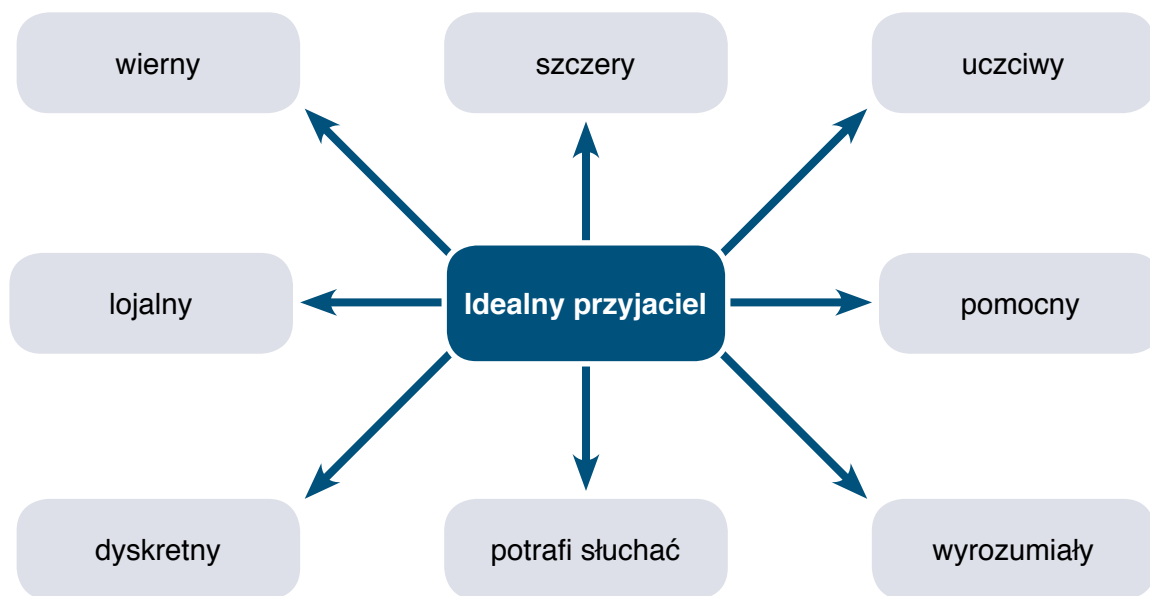 wierny
szczery
uczciwy
lojalny
Idealny przyjaciel
pomocny
dyskretny
potrafi słuchać
wyrozumiały